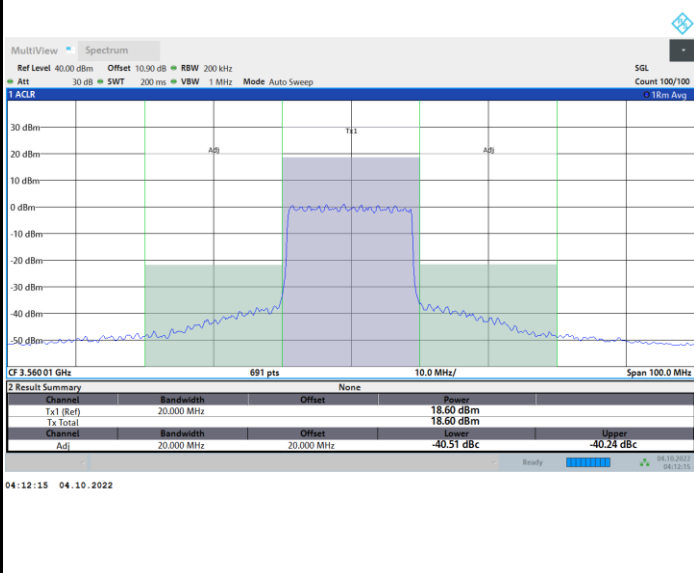 MultiView Spectrum
Ref Level 40.00 dBm Offset 10.90 dB RBW 200 kHz SGL
Att 30 dB SWT 200 ms VBW 1 MHz Mode Auto Sweep Count 100/100
1 ACLR 1Rm Avg
30 dBm
Tx1
20 dBm Adj Adj
10 dBm
0 dBm
-10 dBm
-20 dBm
-30 dBm
-40 dBm
-50 dBm
CF 3.56001 GHz 691 pts 10.0 MHz/ Span 100.0 MHz
2 Result Summary None
Channel Bandwidth Offset Power
Tx1 (Ref) 20.000 MHz 18.60 dBm
Tx Total 18.60 dBm
Channel Bandwidth Offset Lower Upper
Adj 20.000 MHz 20.000 MHz -40.51 dBc -40.24 dBc
Ready 04.10.2022
04:12:15
04:12:15 04.10.2022